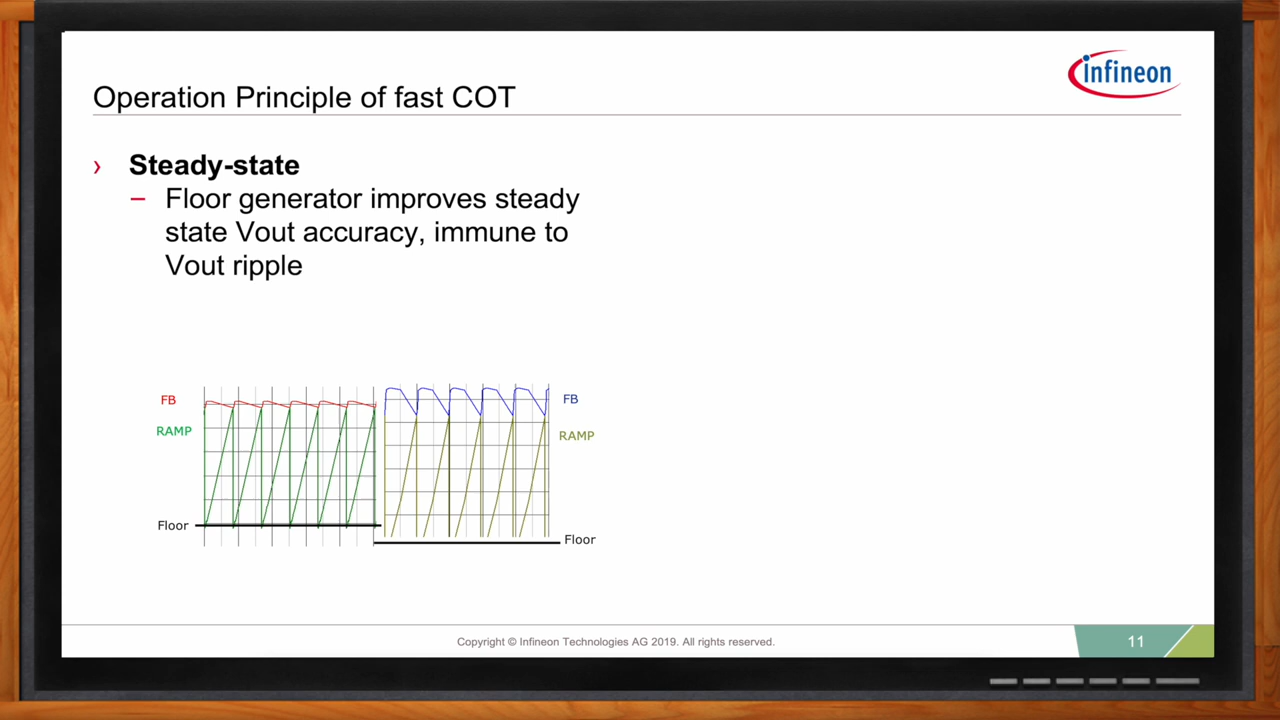 infineon
Operation Principle of fast COT
› Steady-state
– Floor generator improves steady
state Vout accuracy, immune to
Vout ripple
FB
RAMP
Floor
FB
RAMP
Floor
Copyright © Infineon Technologies AG 2019. All rights reserved.
11